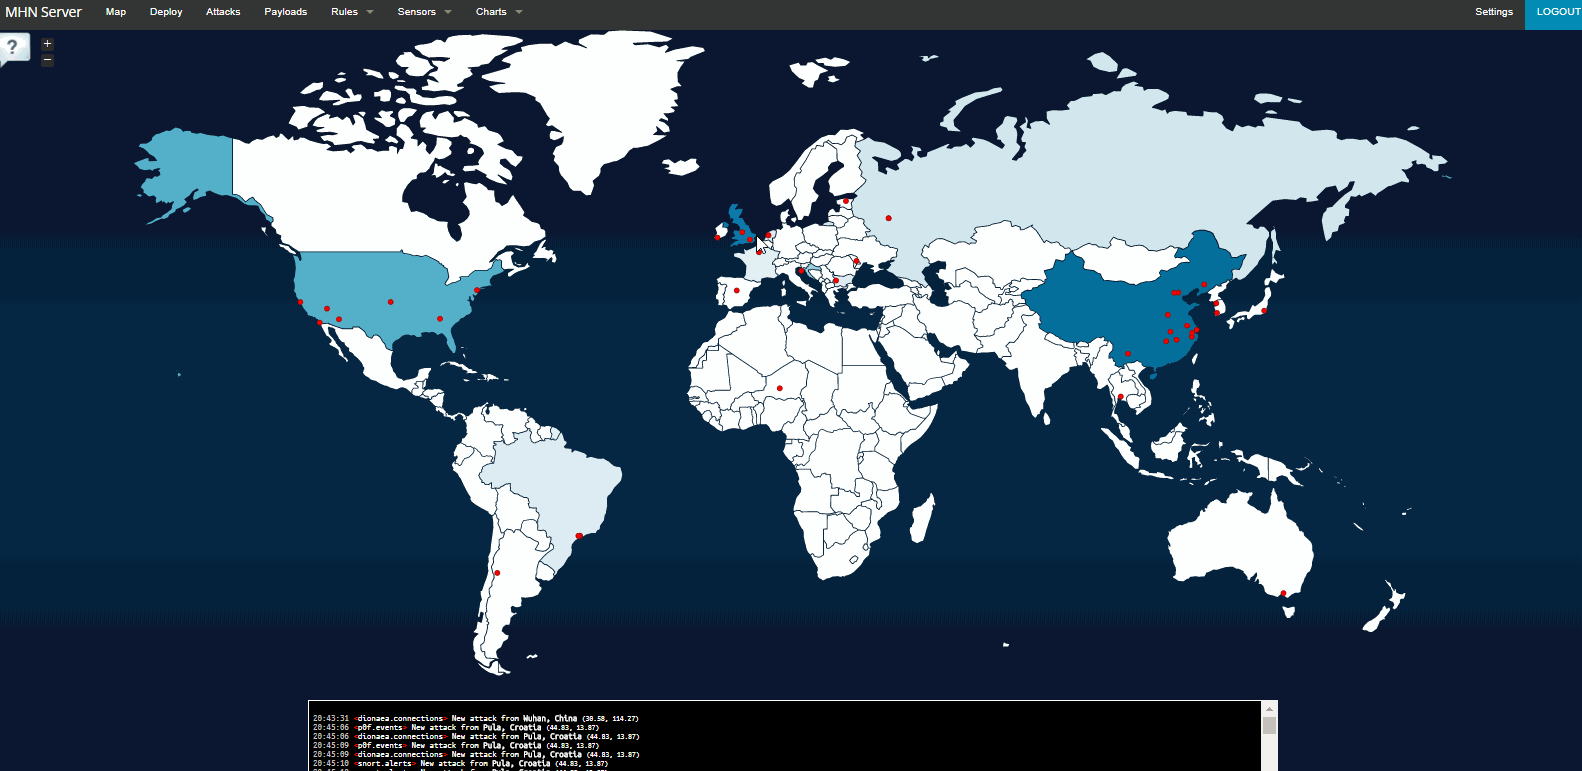 MHN Server Map Deploy Attacks Payloads Rules Sensors Charts Settings LOGOUT
?
+
−
20:43:31 <dionaea.connections> New attack from Wuhan, China (30.58, 114.27)
20:45:06 <p0f.events> New attack from Pula, Croatia (44.83, 13.87)
20:45:06 <dionaea.connections> New attack from Pula, Croatia (44.83, 13.87)
20:45:09 <p0f.events> New attack from Pula, Croatia (44.83, 13.87)
20:45:09 <dionaea.connections> New attack from Pula, Croatia (44.83, 13.87)
20:45:10 <snort.alerts> New attack from Pula, Croatia (44.83, 13.87)